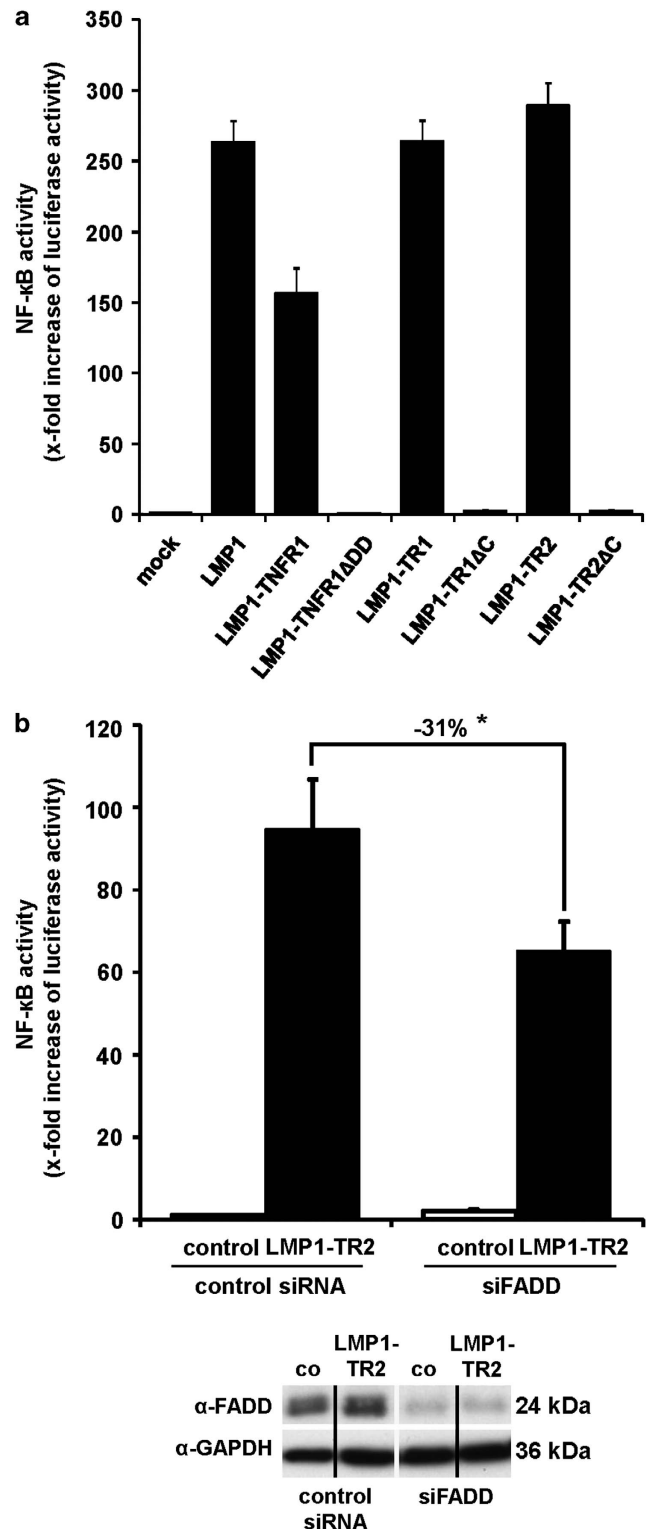 a
NF-κB activity
(x-fold increase of luciferase activity)
350
300
250
200
150
100
50
0
mock
LMP1
LMP1-TNFR1
LMP1-TNFR1ΔDD
LMP1-TR1
LMP1-TR1ΔC
LMP1-TR2
LMP1-TR2ΔC
b
NF-κB activity
(x-fold increase of luciferase activity)
120
100
80
60
40
20
0
-31% *
control LMP1-TR2 control LMP1-TR2
control siRNA siFADD
LMP1- LMP1-
co TR2 co TR2
α-FADD 24 kDa
α-GAPDH 36 kDa
control siFADD
siRNA